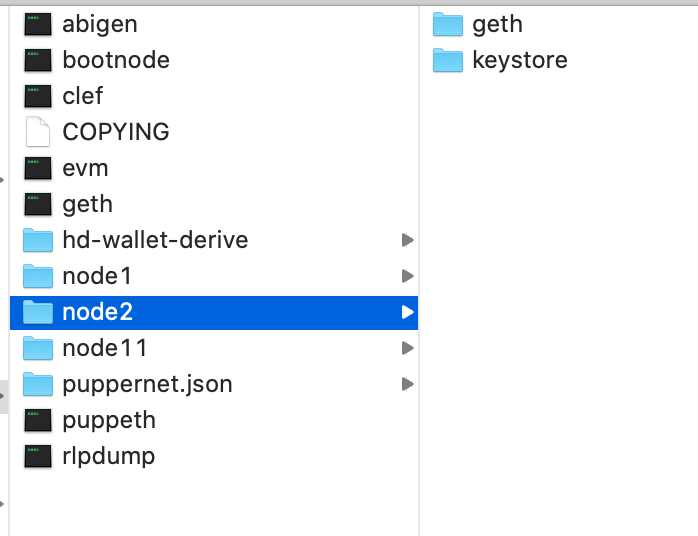 abigen
bootnode
clef
COPYING
evm
geth
hd-wallet-derive
node1
node2
node11
puppernet.json
puppeth
rlpdump
geth
keystore